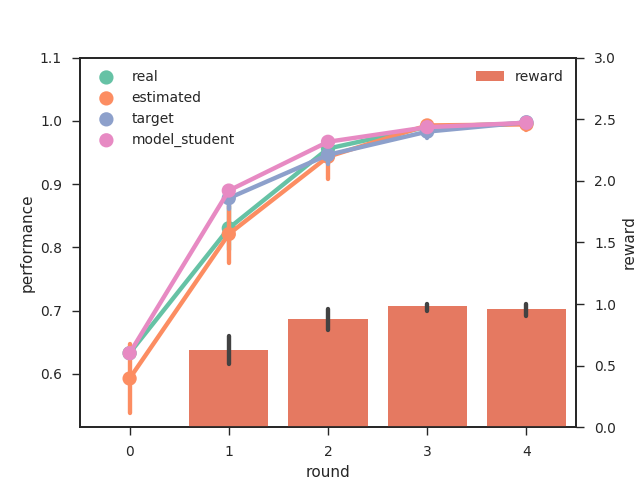 real
estimated
target
model_student
reward
1.1
1.0
0.9
0.8
0.7
0.6
performance
3.0
2.5
2.0
1.5
1.0
0.5
0.0
reward
0 1 2 3 4
round